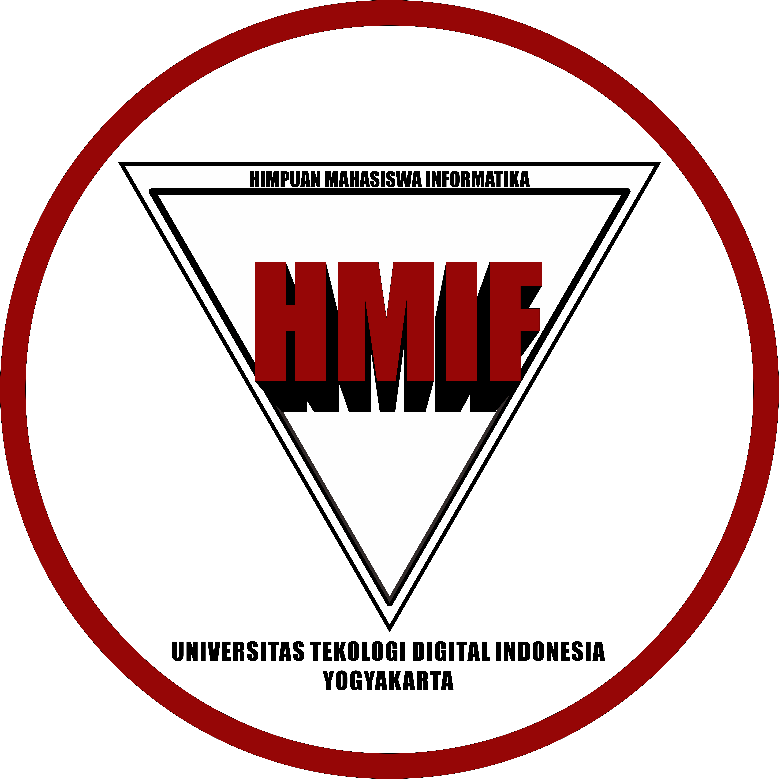 HIMPUAN MAHASISWA INFORMATIKA
HMIF
UNIVERSITAS TEKOLOGI DIGITAL INDONESIA
YOGYAKARTA